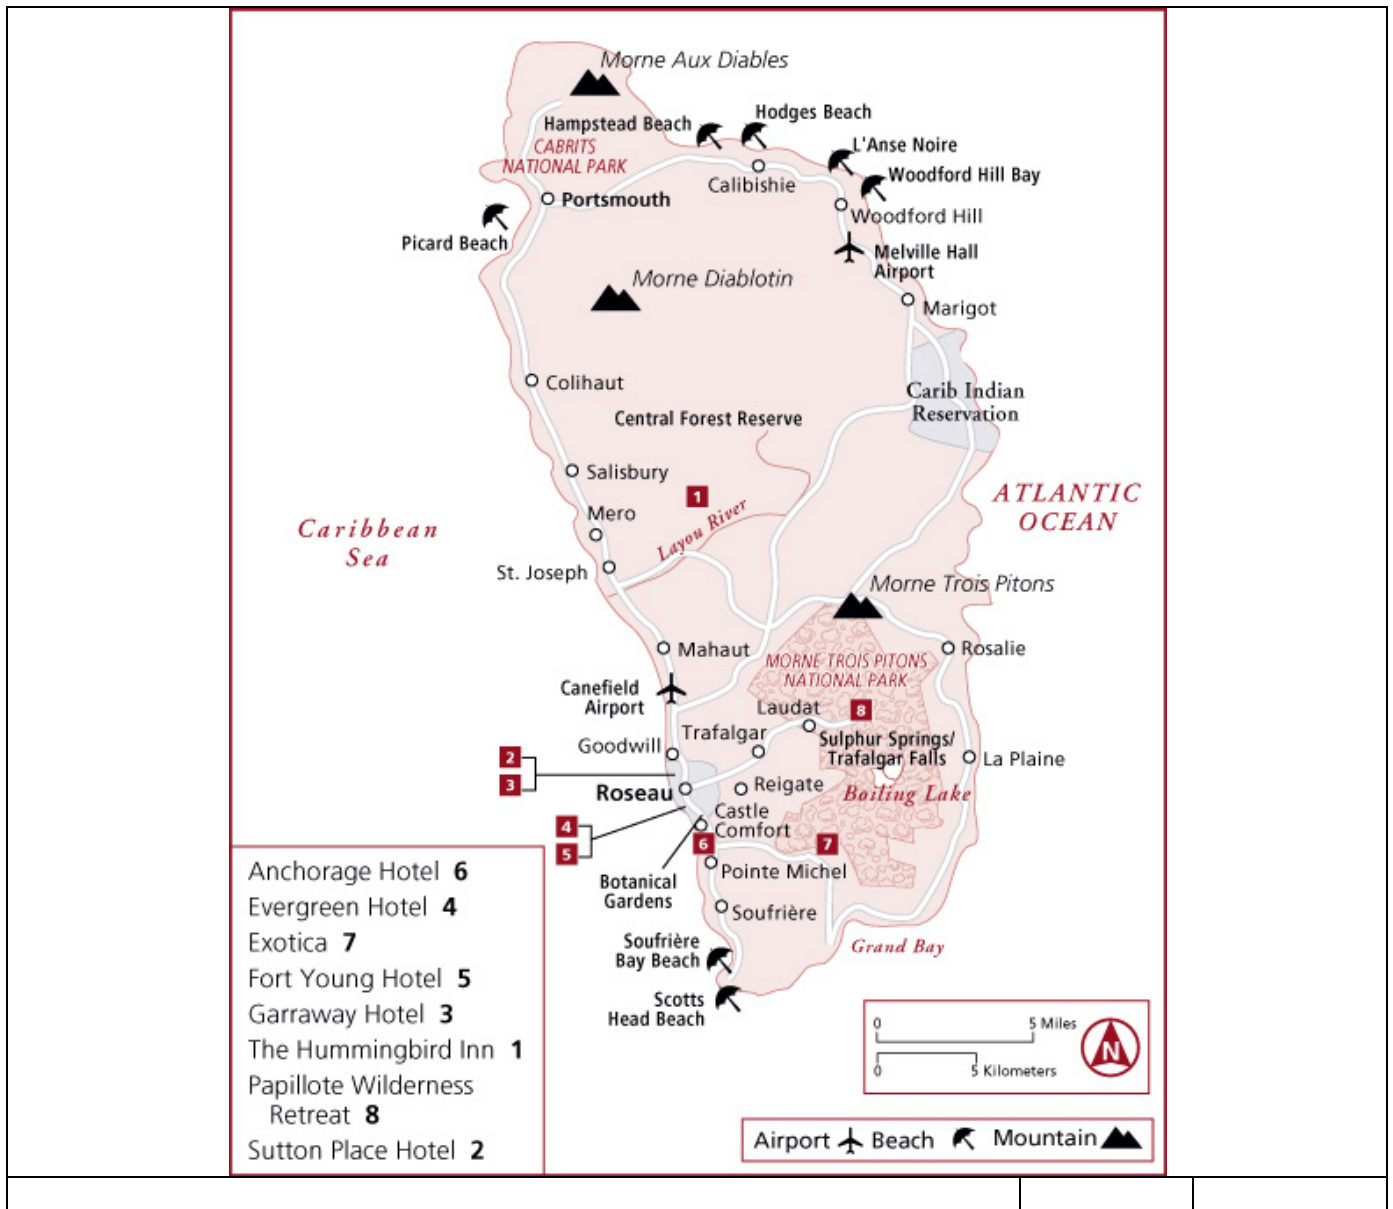 Morne Aux Diables
Hodges Beach
Hampstead Beach
L'Anse Noire
CABRITS
NATIONAL PARK
Woodford Hill Bay
Calibishie
Portsmouth
Woodford Hill
Picard Beach
Melville Hall
Airport
Morne Diablotin
Marigot
Colihaut
Carib Indian
Reservation
Central Forest Reserve
Salisbury
1
ATLANTIC
OCEAN
Mero
Layou River
Caribbean
Sea
St. Joseph
Morne Trois Pitons
Mahaut
Rosalie
MORNE TROIS PITONS
NATIONAL PARK
Canefield
Airport
Laudat
8
Trafalgar
Goodwill
Sulphur Springs/
Trafalgar Falls
2
La Plaine
3
Roseau
Reigate
Boiling Lake
Castle
Comfort
4
5
6
7
Pointe Michel
Botanical
Gardens
Soufrière
Soufrière
Bay Beach
Grand Bay
Scotts
Head Beach
Anchorage Hotel 6
Evergreen Hotel 4
Exotica 7
Fort Young Hotel 5
Garraway Hotel 3
The Hummingbird Inn 1
Papillote Wilderness
Retreat 8
Sutton Place Hotel 2
0 5 Miles
0 5 Kilometers
N
Airport Beach Mountain